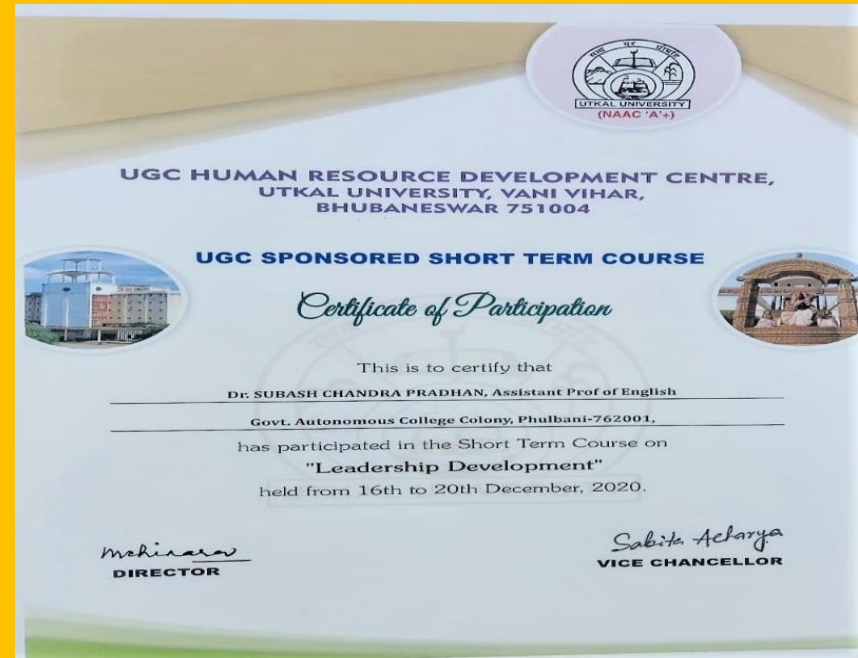 UTKAL UNIVERSITY
(NAAC 'A'+)
UGC HUMAN RESOURCE DEVELOPMENT CENTRE,
UTKAL UNIVERSITY, VANI VIHAR,
BHUBANESWAR 751004
UGC SPONSORED SHORT TERM COURSE
Certificate of Participation
This is to certify that
Dr. SUBASH CHANDRA PRADHAN, Assistant Prof of English
Govt. Autonomous College Colony, Phulbani-762001,
has participated in the Short Term Course on
"Leadership Development"
held from 16th to 20th December, 2020.
Sabita Acharya
DIRECTOR
VICE CHANCELLOR